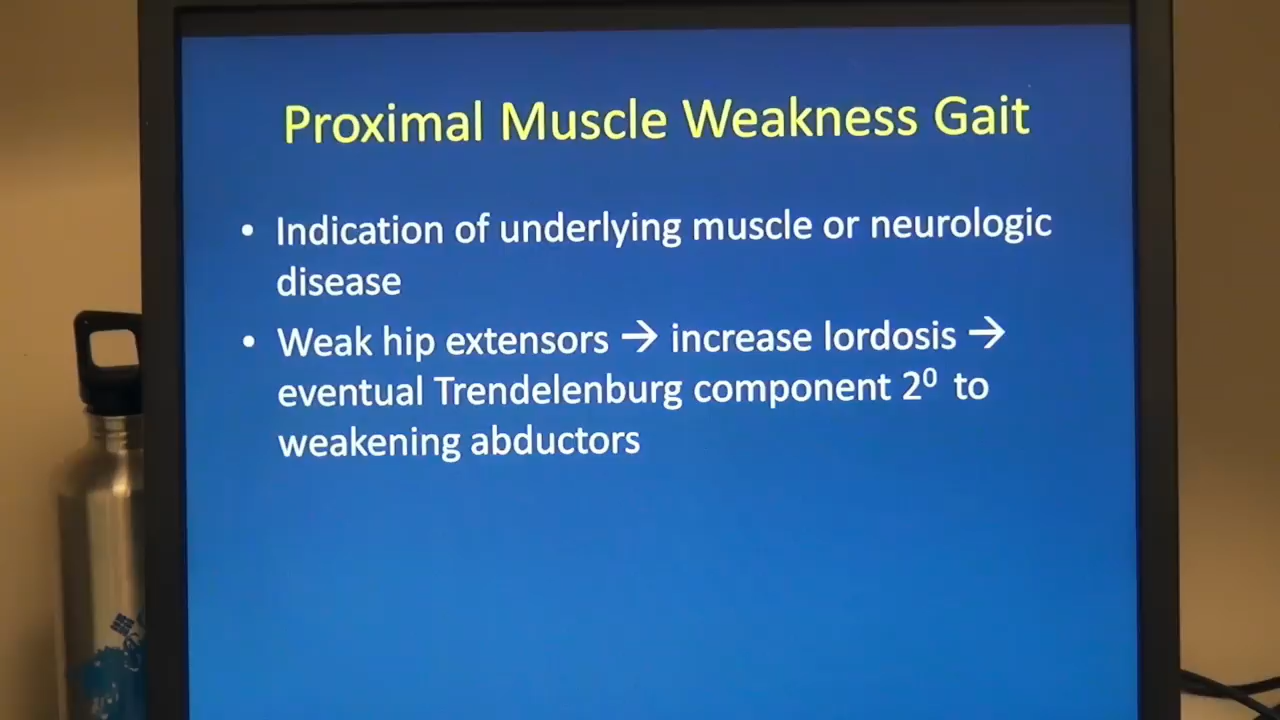 Proximal Muscle Weakness Gait
• Indication of underlying muscle or neurologic
disease
• Weak hip extensors → increase lordosis →
eventual Trendelenburg component 2⁰ to
weakening abductors